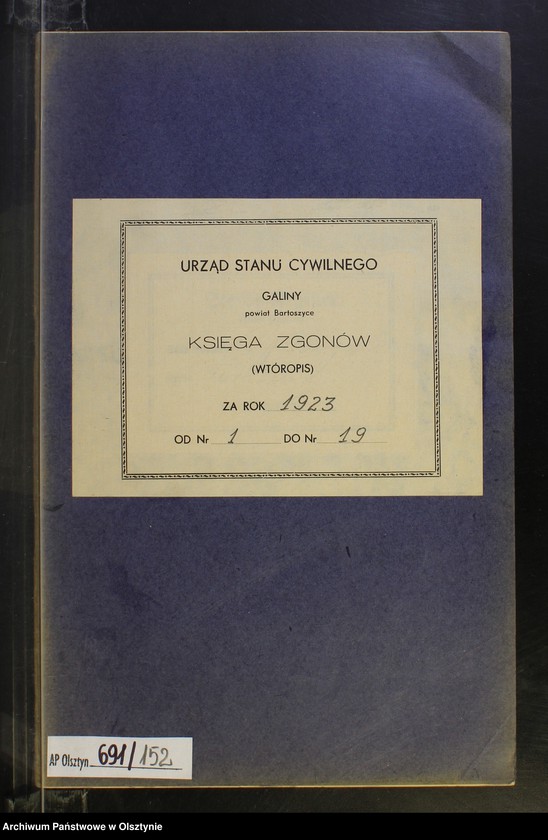 URZĄD STANU CYWILNEGO
GALINY
powiat Bartoszyce
KSIĘGA ZGONÓW
(WTÓROPIS)
ZA ROK 1923
OD Nr 1 DO Nr 19
AP Olsztyn 691/152
Archiwum Państwowe w Olsztynie